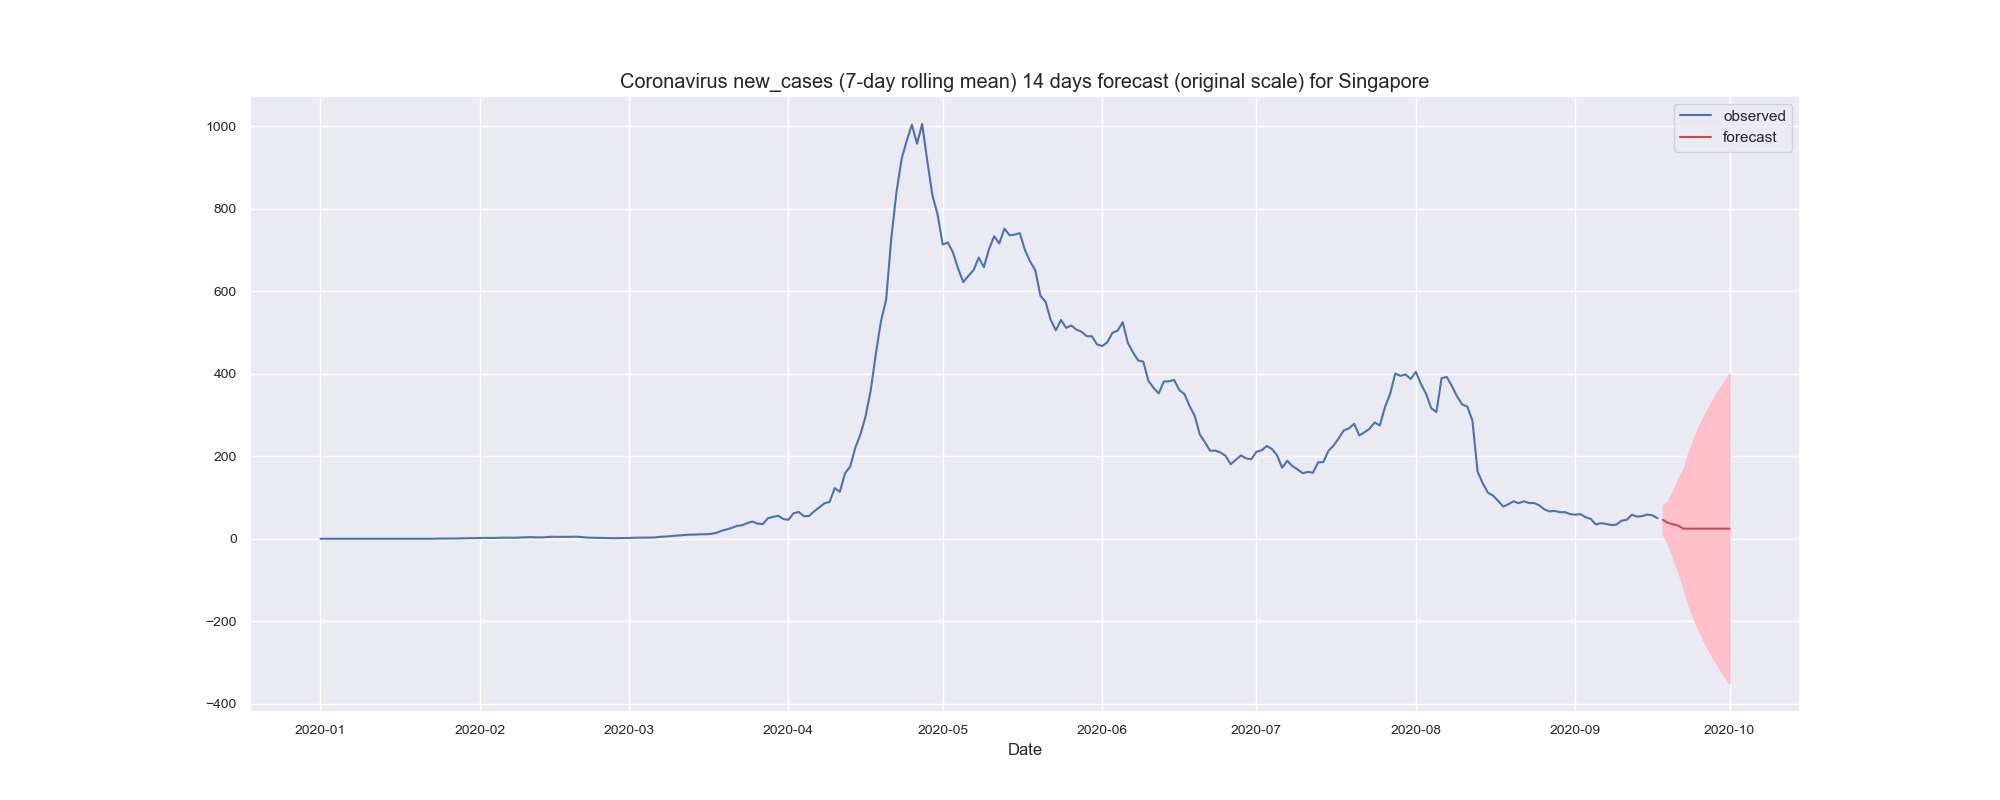 Coronavirus new_cases (7-day rolling mean) 14 days forecast (original scale) for Singapore
observed
forecast
1000
800
600
400
200
0
−200
−400
2020-01 2020-02 2020-03 2020-04 2020-05 2020-06 2020-07 2020-08 2020-09 2020-10
Date